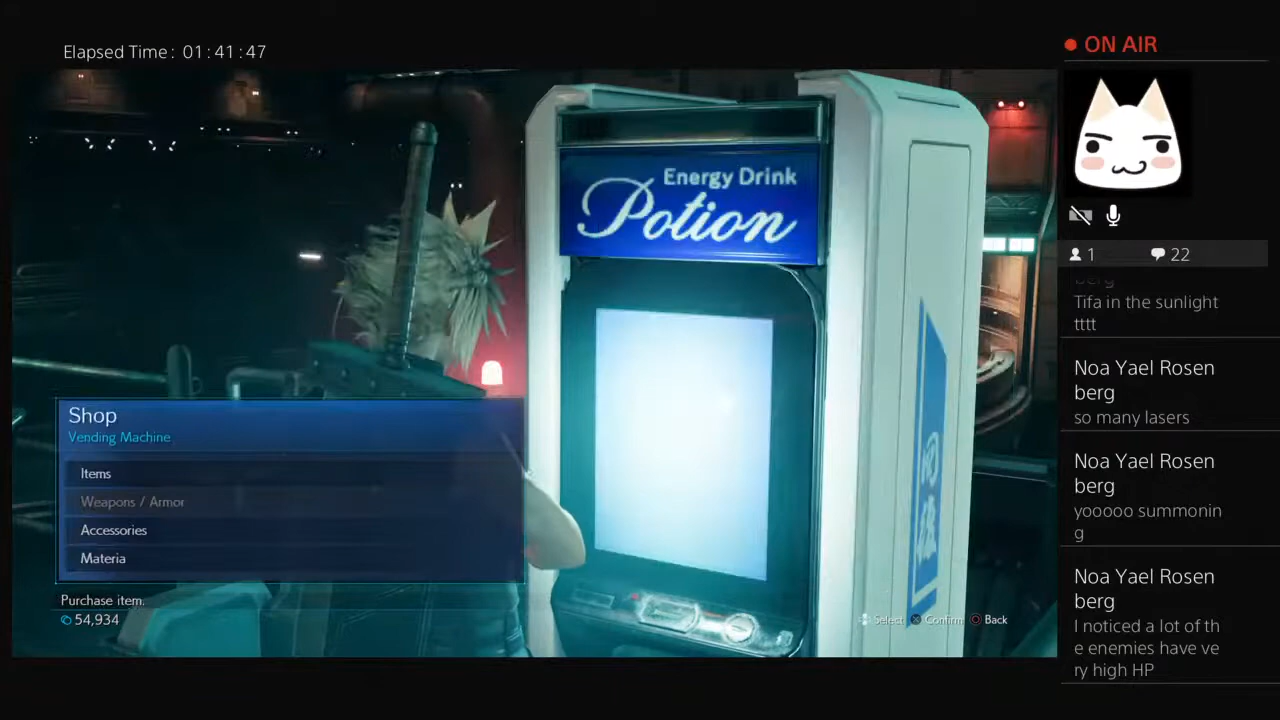 Elapsed Time: 01:41:47
ON AIR
1
22
Tifa in the sunlight
tttt
Noa Yael Rosen
berg
so many lasers
Noa Yael Rosen
berg
yooooo summonin
g
Noa Yael Rosen
berg
I noticed a lot of th
e enemies have ve
ry high HP
Energy Drink
Potion
Shop
Vending Machine
Items
Weapons / Armor
Accessories
Materia
Purchase item.
54,934
Select
Confirm
Back